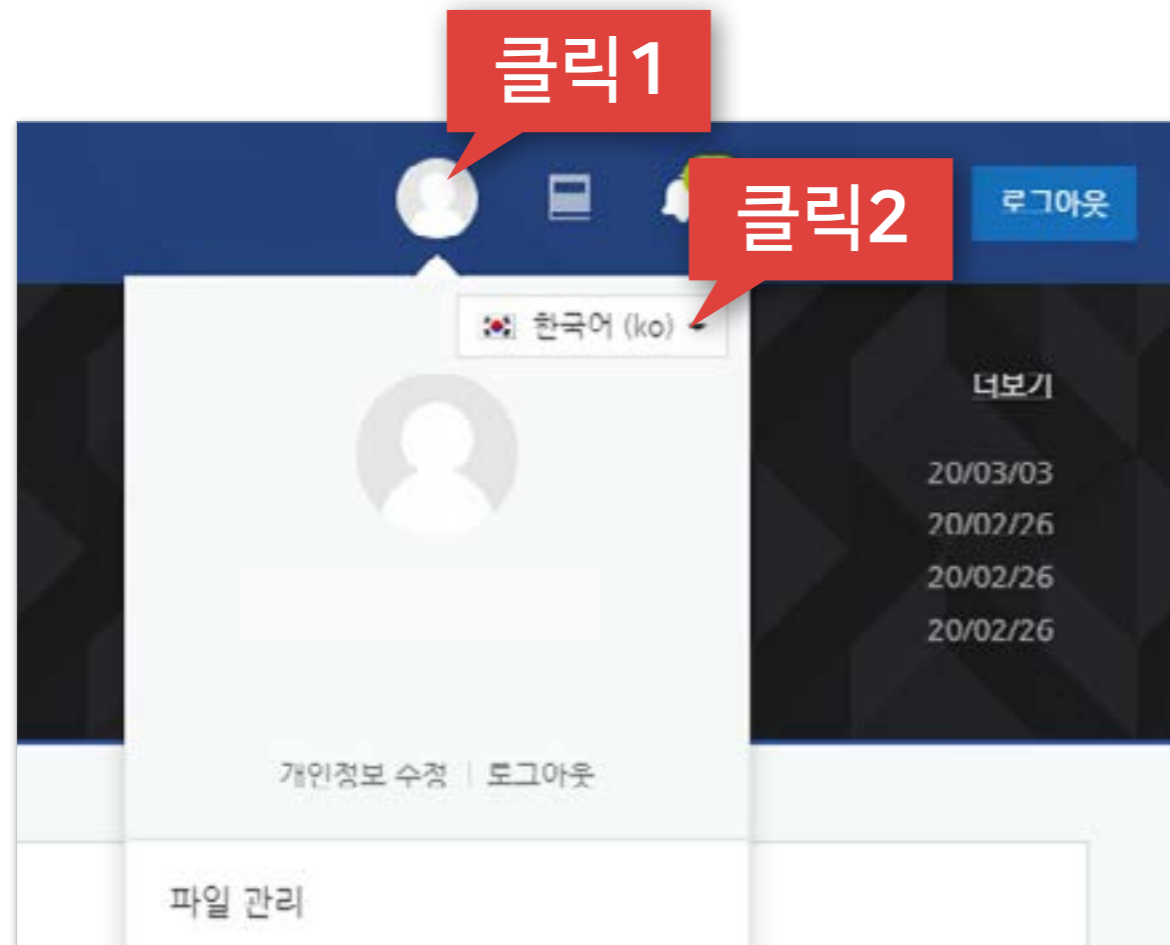 클릭1
클릭2
로그아웃
한국어 (ko)
더보기
20/03/03
20/02/26
20/02/26
20/02/26
개인정보 수정 | 로그아웃
파일 관리